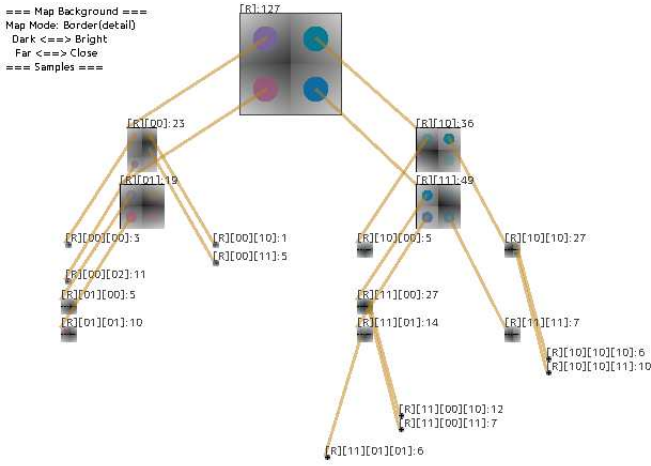 === Map Background ===
Map Mode: Border(detail)
Dark <==> Bright
Far <==> Close
=== Samples ===
[R]:127
[R][00]:23
[R][10]:36
[R][01]:19
[R][11]:49
[R][00][00]:3
[R][00][10]:1
[R][10][00]:5
[R][10][10]:27
[R][00][11]:5
[R][00][02]:11
[R][01][00]:5
[R][11][00]:27
[R][01][01]:10
[R][11][01]:14
[R][11][11]:7
[R][10][10][10]:6
[R][10][10][11]:10
[R][11][00][10]:12
[R][11][00][11]:7
[R][11][01][01]:6